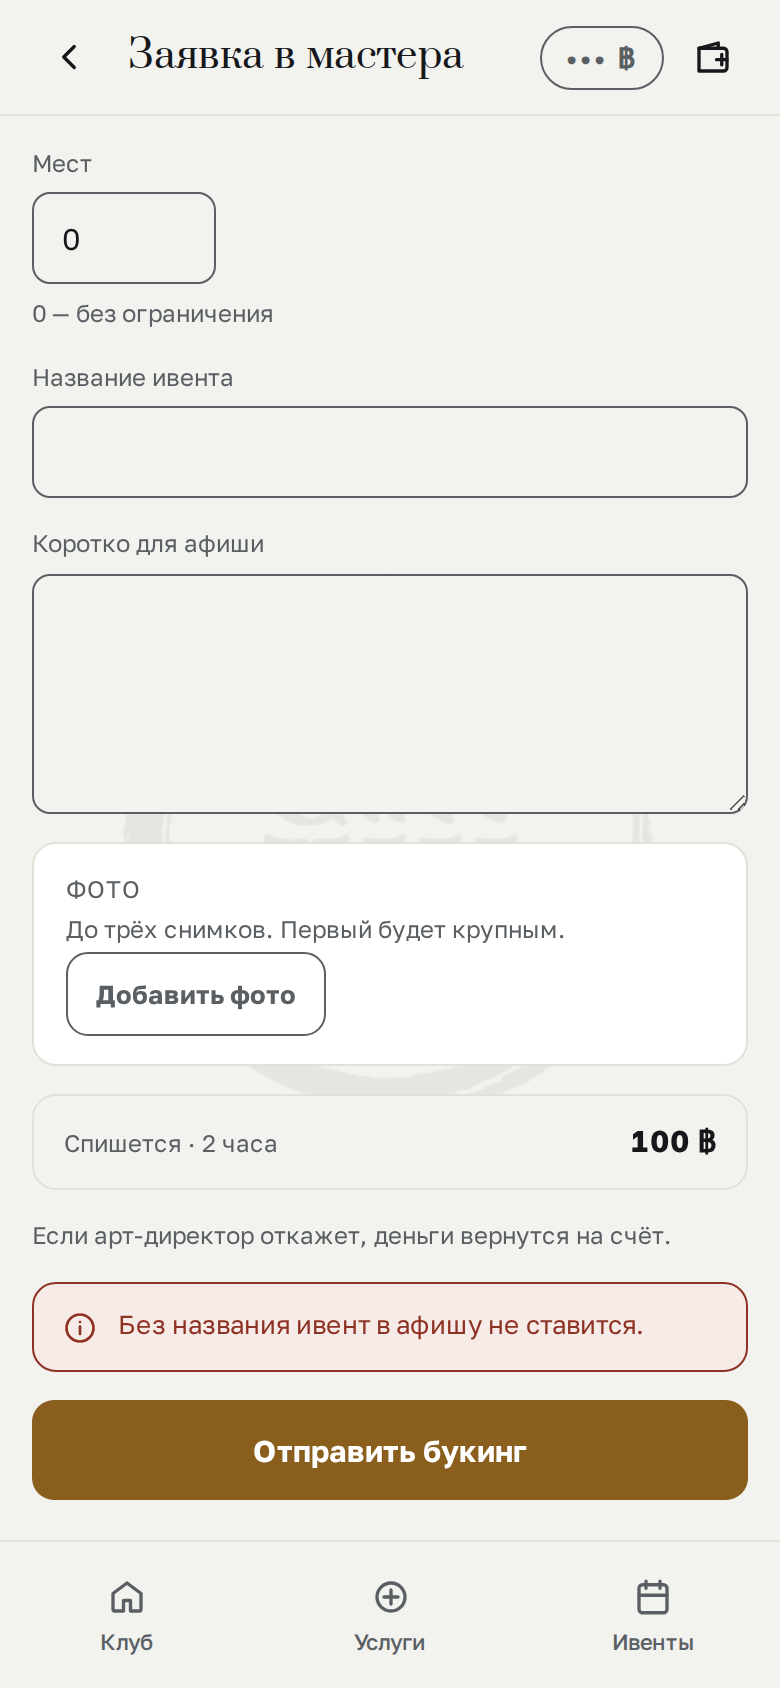 Заявка в мастера
••• ฿
Мест
0
0 — без ограничения
Название ивента
Коротко для афиши
ФОТО
До трёх снимков. Первый будет крупным.
Добавить фото
Спишется · 2 часа
100 ฿
Если арт-директор откажет, деньги вернутся на счёт.
Без названия ивент в афишу не ставится.
Отправить букинг
Клуб
Услуги
Ивенты